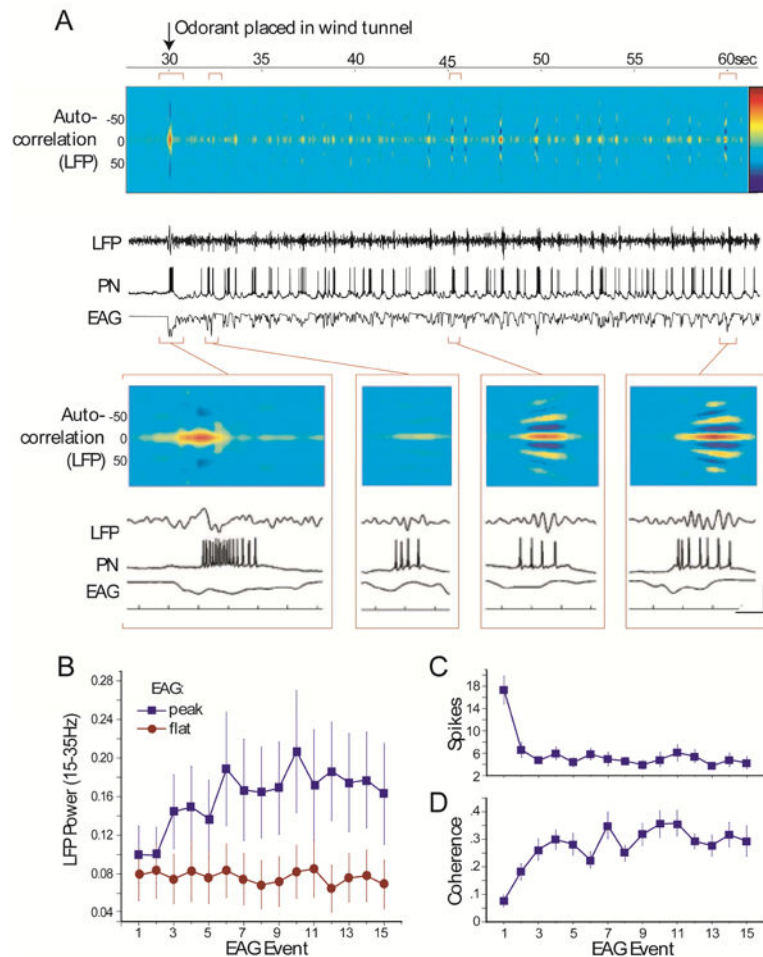 A
Odorant placed in wind tunnel
30 35 40 45 50 55 60sec
Auto-
correlation
(LFP)
-50
0
50
LFP
PN
EAG
Auto-
correlation
(LFP)
-50
0
50
LFP
PN
EAG
B
LFP Power (15-35Hz)
0.28
0.24
0.20
0.16
0.12
0.08
0.04
EAG:
peak
flat
1 3 5 7 9 11 13 15
EAG Event
C
Spikes
18
14
10
6
2
D
Coherence
.4
.3
.2
.1
0
1 3 5 7 9 11 13 15
EAG Event